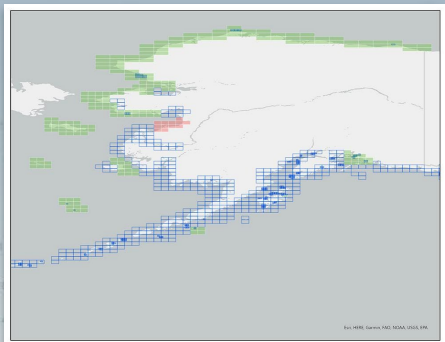 Esri, HERE, Garmin, FAO, NOAA, USGS, EPA